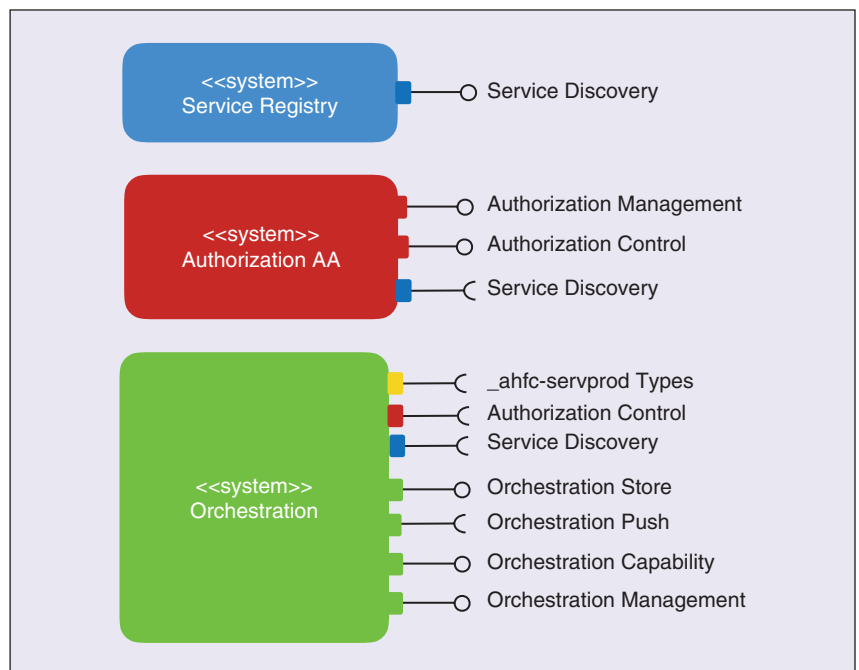 <<system>>
Service Registry
Service Discovery
<<system>>
Authorization AA
Authorization Management
Authorization Control
Service Discovery
<<system>>
Orchestration
_ahfc-servprod Types
Authorization Control
Service Discovery
Orchestration Store
Orchestration Push
Orchestration Capability
Orchestration Management